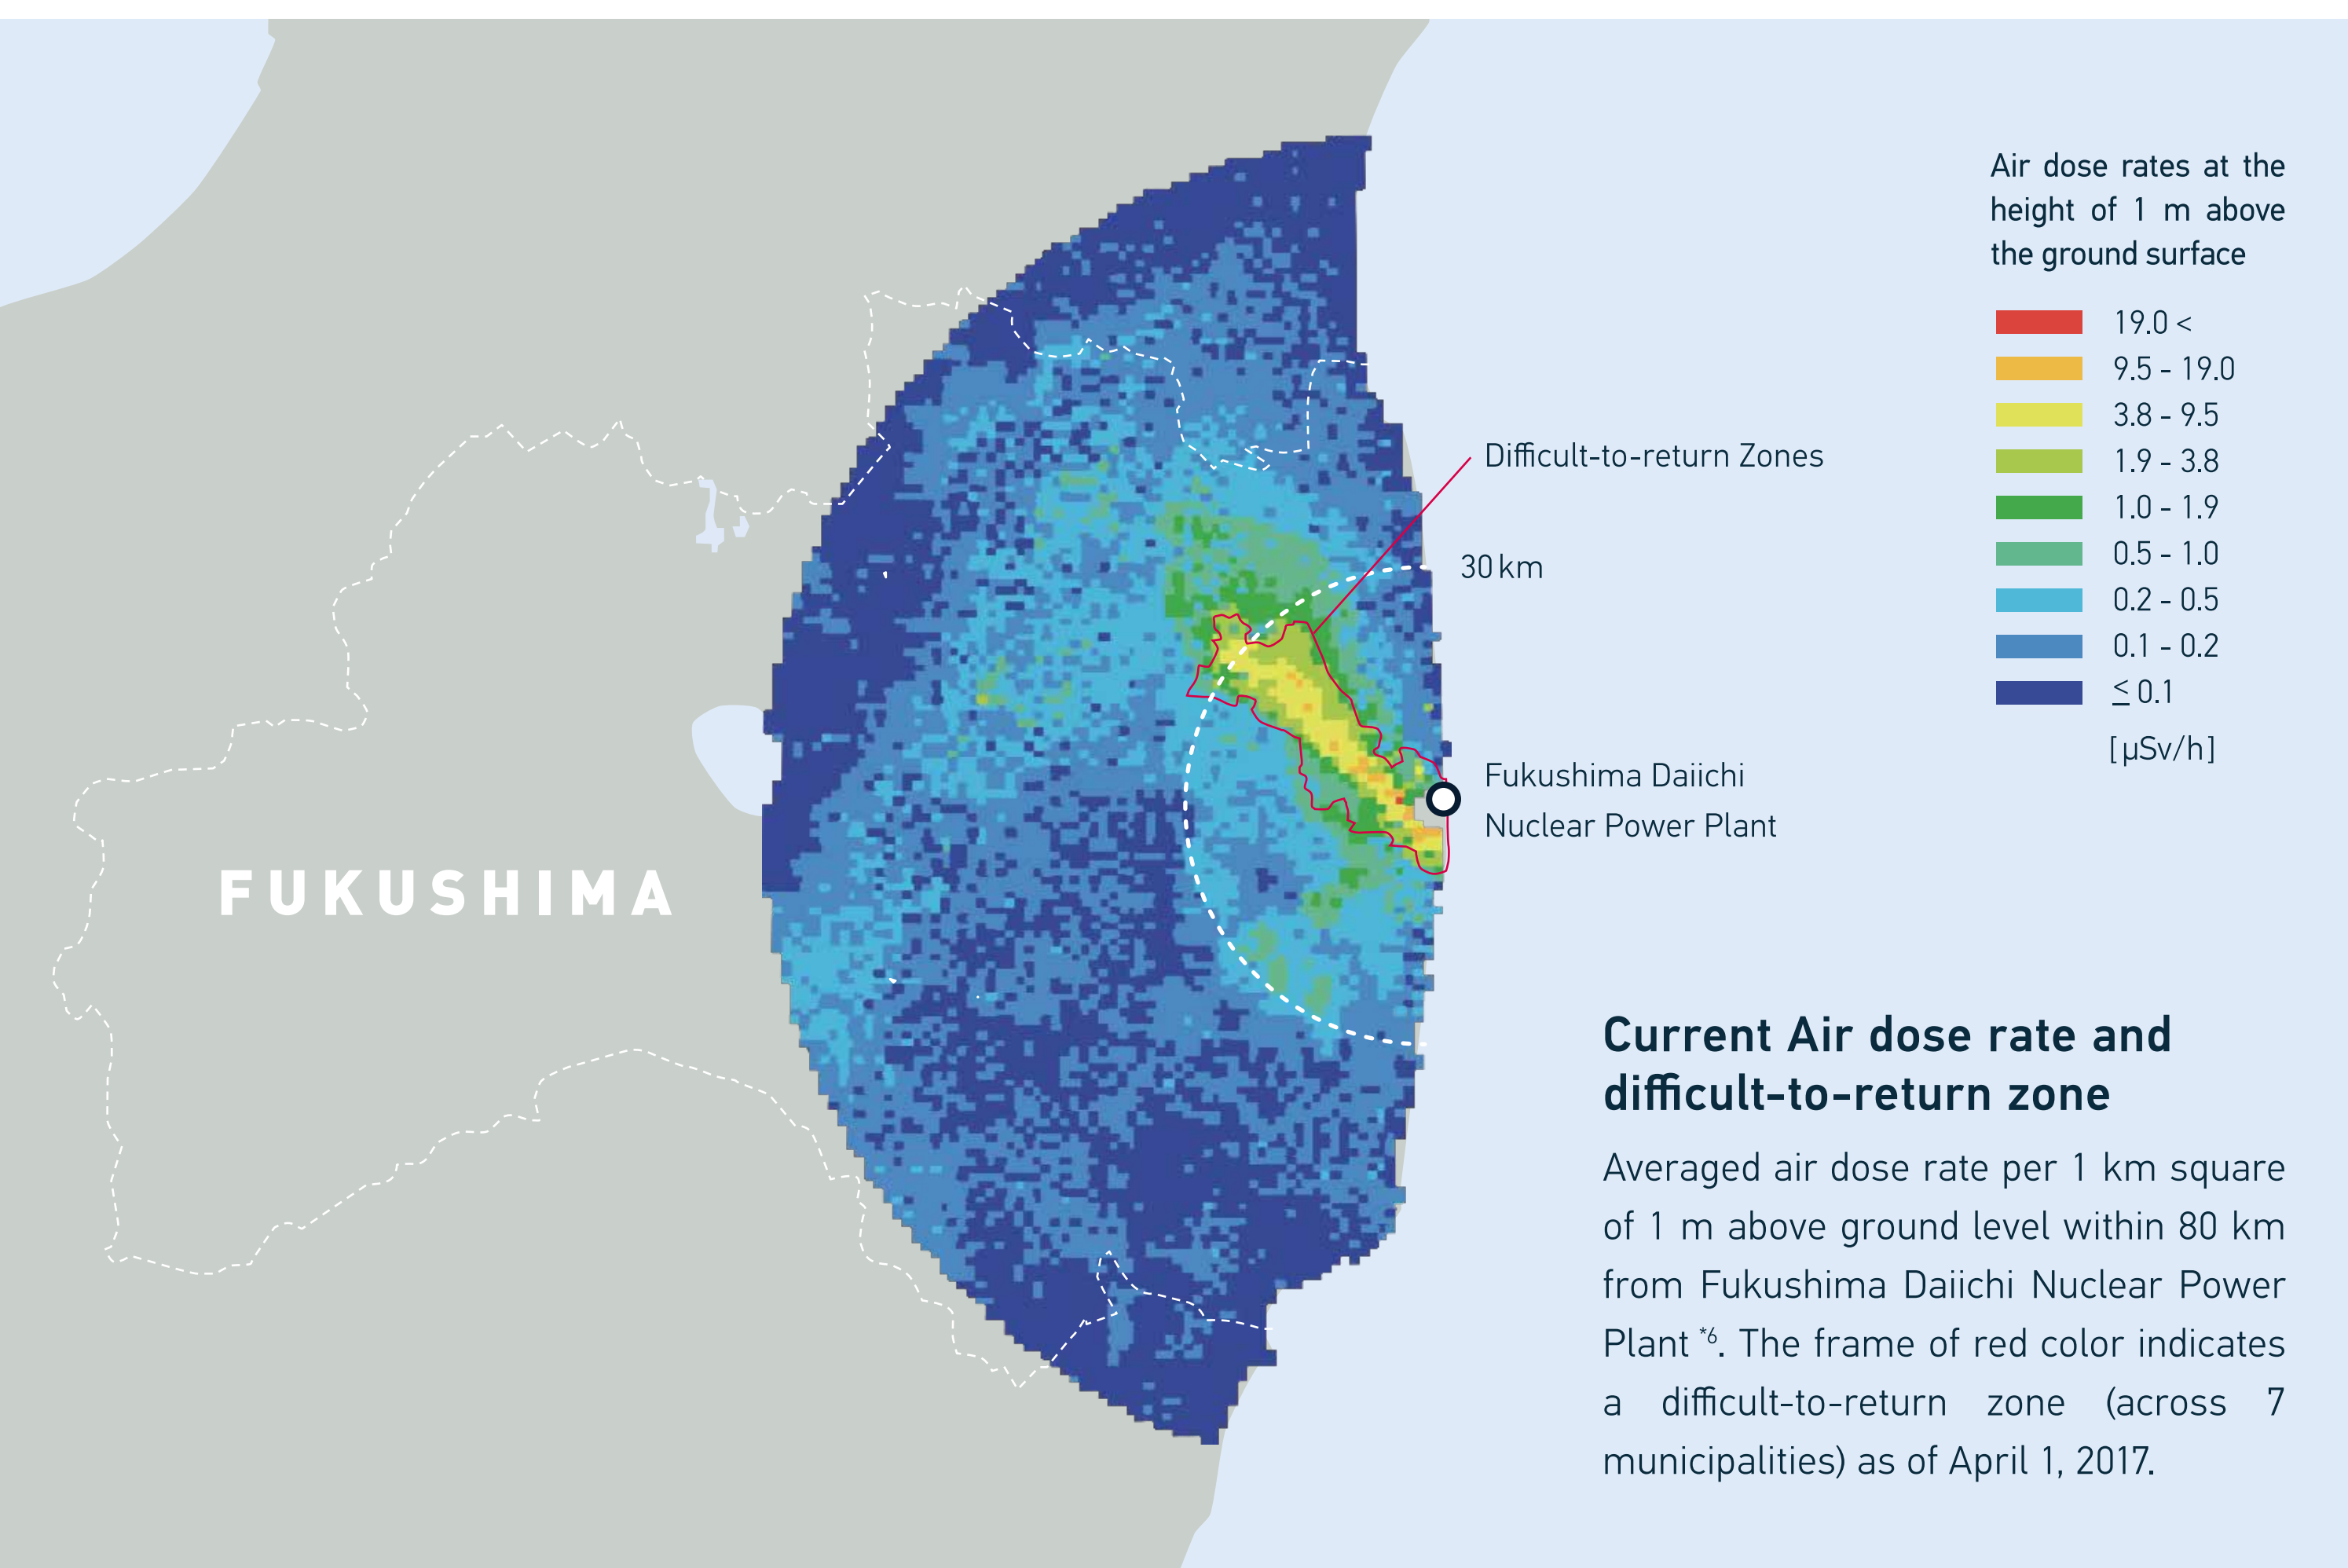 Air dose rates at the
height of 1 m above
the ground surface
19.0 <
9.5 - 19.0
3.8 - 9.5
1.9 - 3.8
1.0 - 1.9
0.5 - 1.0
0.2 - 0.5
0.1 - 0.2
≤ 0.1
[µSv/h]
Difficult-to-return Zones
30 km
Fukushima Daiichi
Nuclear Power Plant
FUKUSHIMA
Current Air dose rate and
difficult-to-return zone
Averaged air dose rate per 1 km square
of 1 m above ground level within 80 km
from Fukushima Daiichi Nuclear Power
Plant *6. The frame of red color indicates
a difficult-to-return zone (across 7
municipalities) as of April 1, 2017.